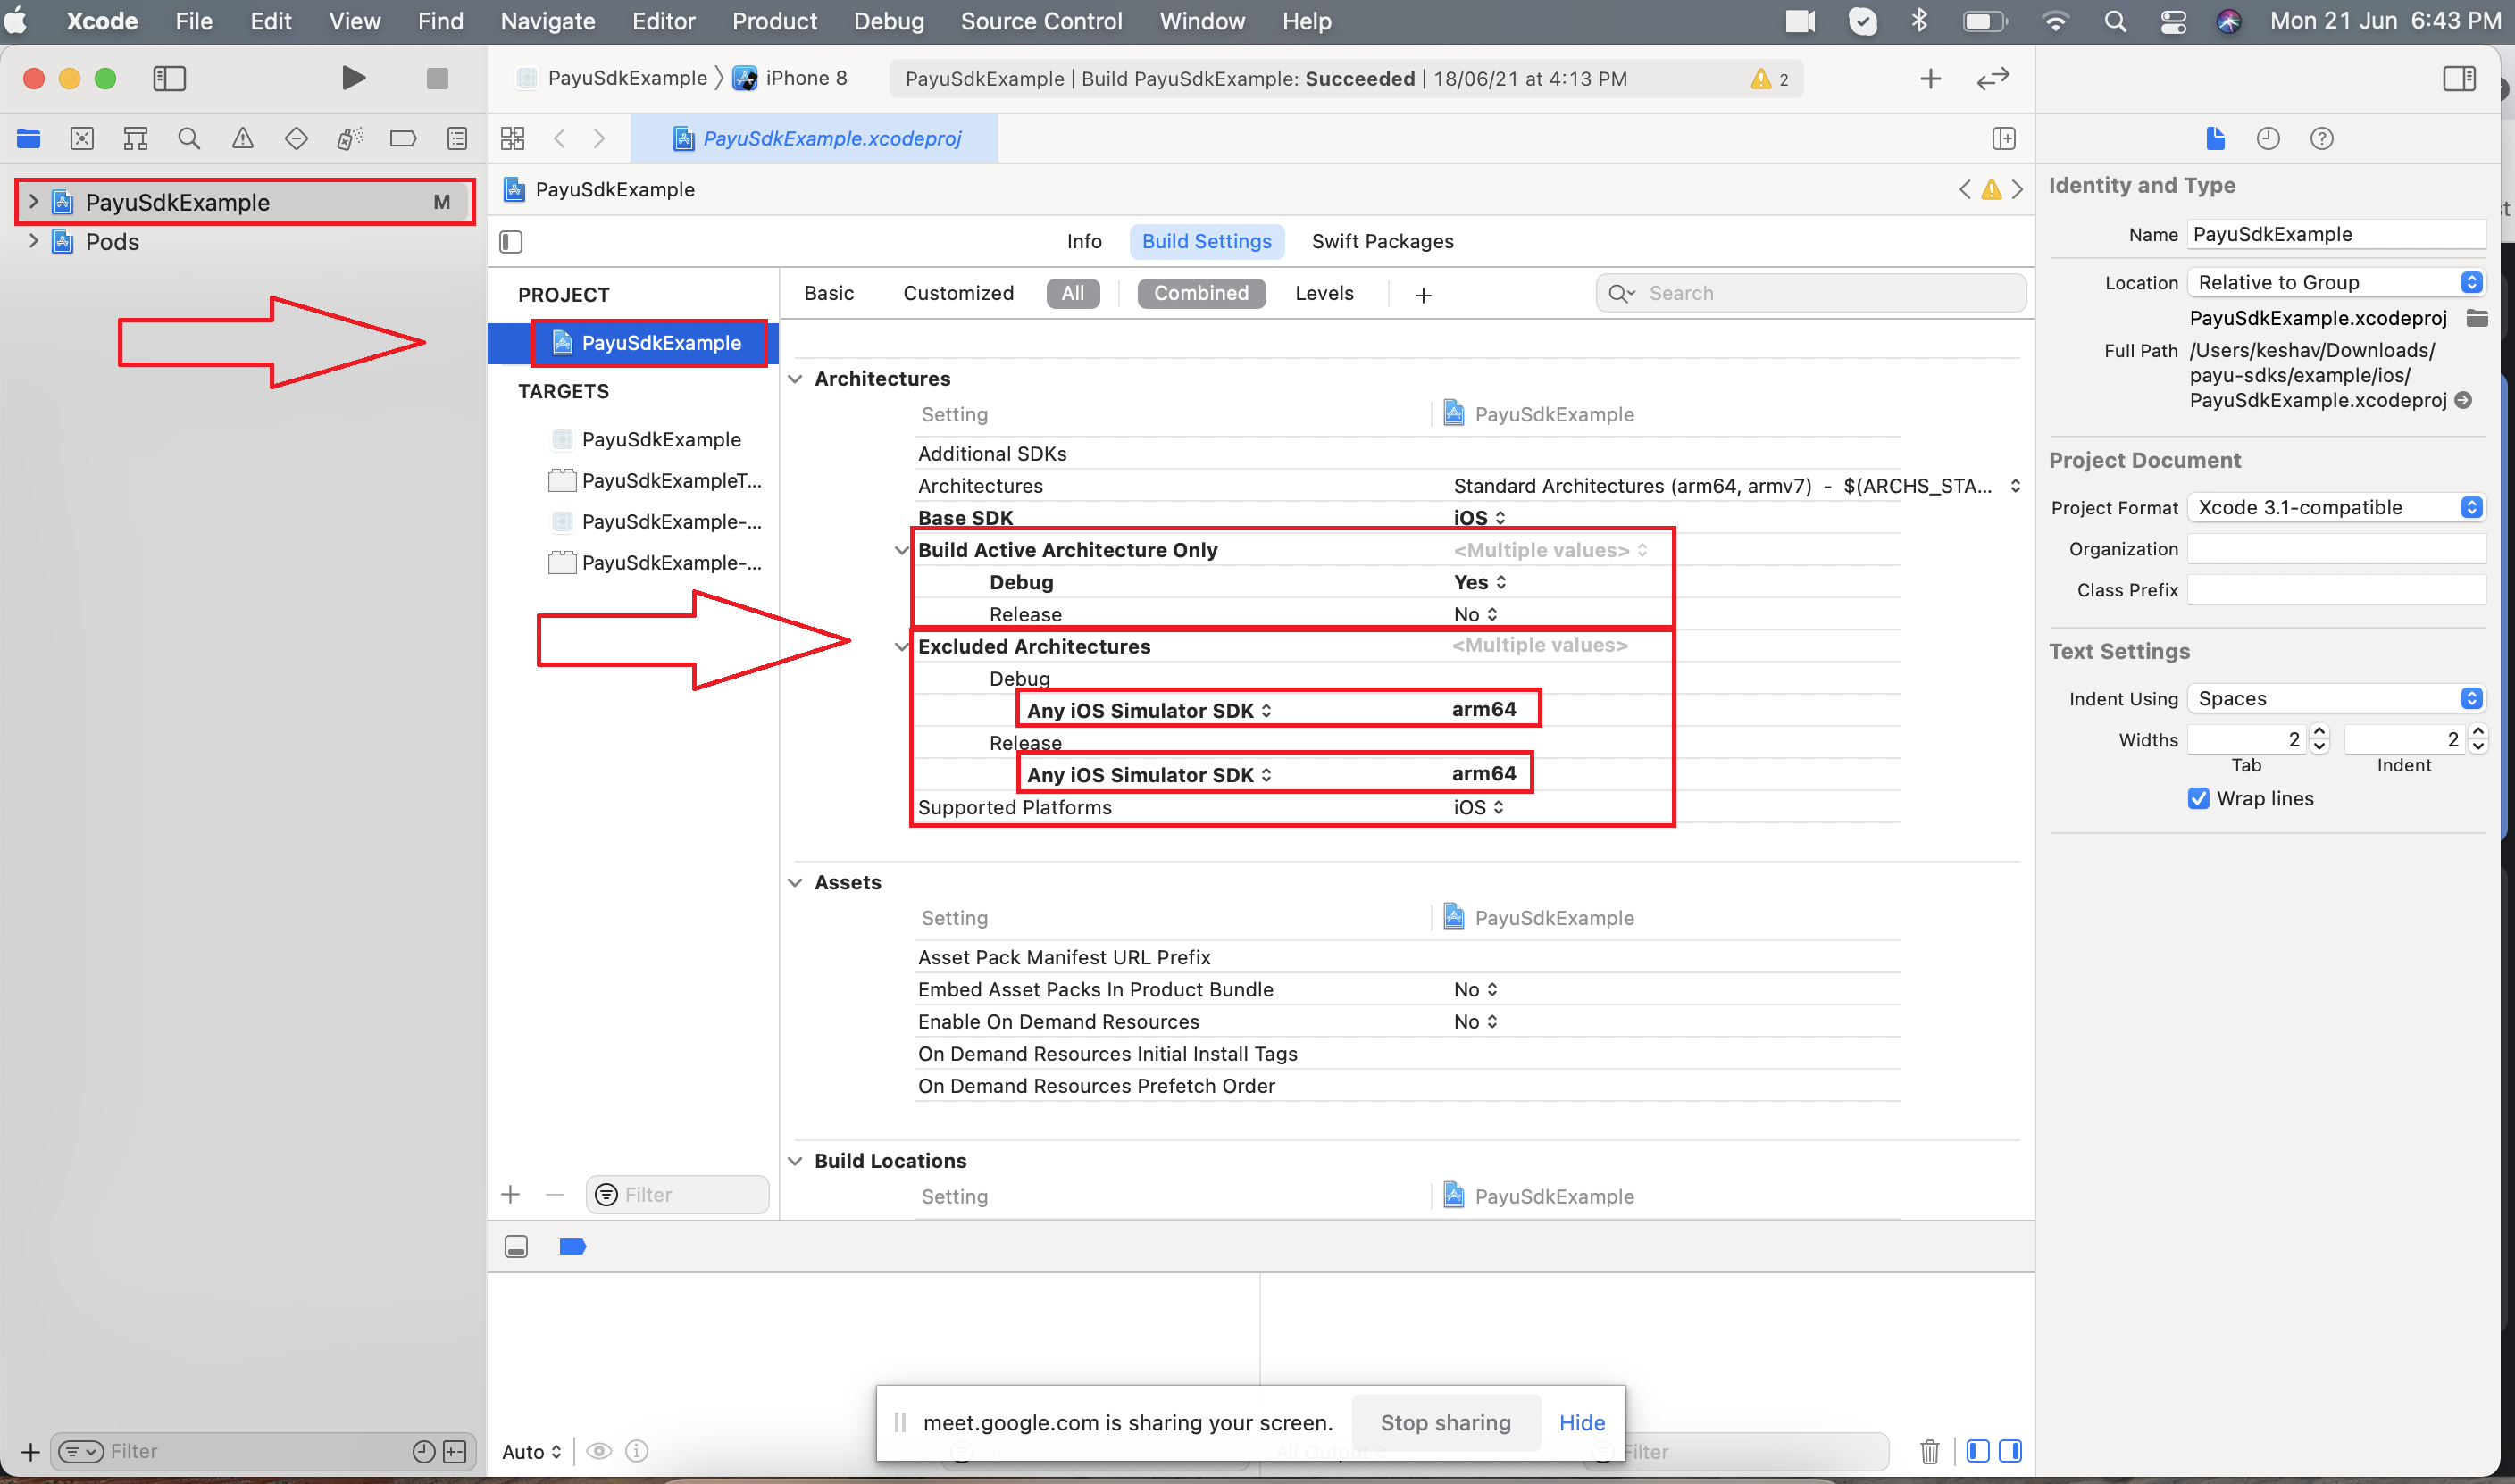 Xcode File Edit View Find Navigate Editor Product Debug Source Control Window Help Mon 21 Jun 6:43 PM
PayuSdkExample iPhone 8 PayuSdkExample | Build PayuSdkExample: Succeeded | 18/06/21 at 4:13 PM 2
PayuSdkExample.xcodeproj
PayuSdkExample M
Pods
PayuSdkExample
Info Build Settings Swift Packages
PROJECT
PayuSdkExample
TARGETS
PayuSdkExample
PayuSdkExampleT...
PayuSdkExample-...
PayuSdkExample-...
Filter
Basic Customized All Combined Levels Search
Architectures
Setting PayuSdkExample
Additional SDKs
Architectures Standard Architectures (arm64, armv7) - $(ARCHS_STA...
Base SDK iOS
Build Active Architecture Only <Multiple values>
Debug Yes
Release No
Excluded Architectures <Multiple values>
Debug
Any iOS Simulator SDK arm64
Release
Any iOS Simulator SDK arm64
Supported Platforms iOS
Assets
Setting PayuSdkExample
Asset Pack Manifest URL Prefix
Embed Asset Packs In Product Bundle No
Enable On Demand Resources No
On Demand Resources Initial Install Tags
On Demand Resources Prefetch Order
Build Locations
Setting PayuSdkExample
Identity and Type
Name PayuSdkExample
Location Relative to Group
PayuSdkExample.xcodeproj
Full Path /Users/keshav/Downloads/
payu-sdks/example/ios/
PayuSdkExample.xcodeproj
Project Document
Project Format Xcode 3.1-compatible
Organization
Class Prefix
Text Settings
Indent Using Spaces
Widths 2 2
Tab Indent
Wrap lines
meet.google.com is sharing your screen. Stop sharing Hide
Filter
Auto
All Output
Filter